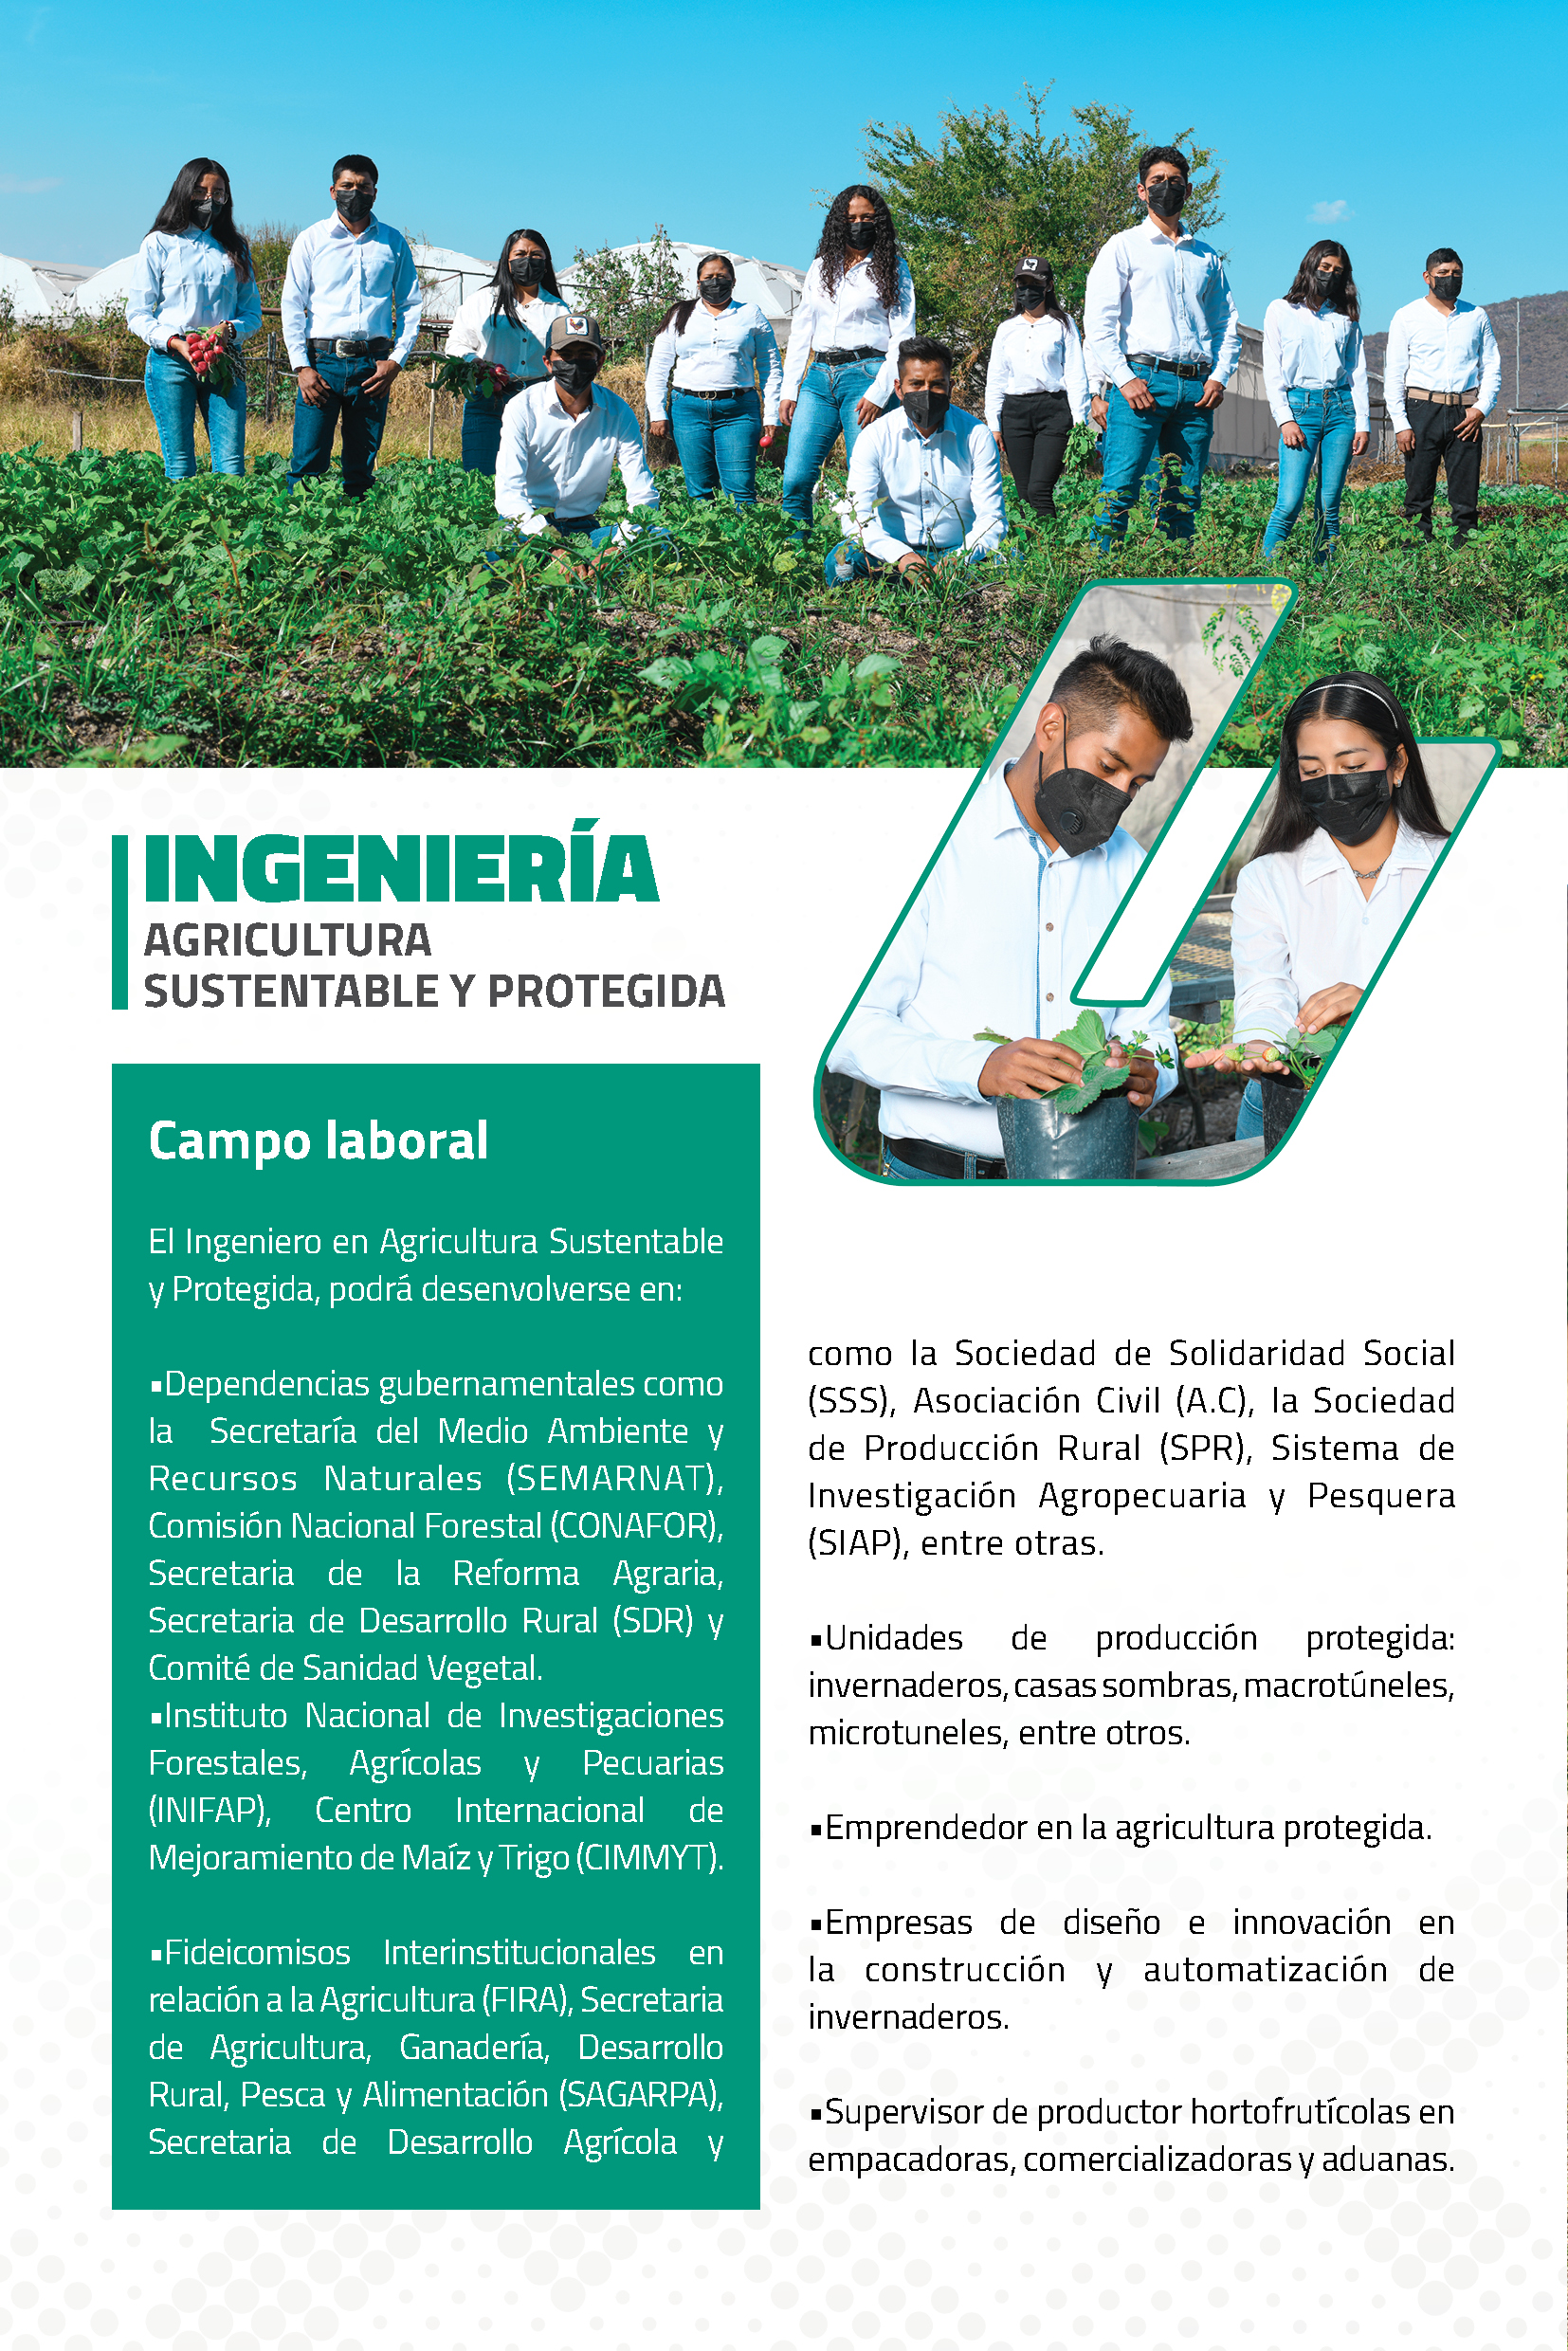 INGENIERÍA
AGRICULTURA
SUSTENTABLE Y PROTEGIDA
Campo laboral
El Ingeniero en Agricultura Sustentable
y Protegida, podrá desenvolverse en:
▪Dependencias gubernamentales como
la Secretaría del Medio Ambiente y
Recursos Naturales (SEMARNAT),
Comisión Nacional Forestal (CONAFOR),
Secretaria de la Reforma Agraria,
Secretaria de Desarrollo Rural (SDR) y
Comité de Sanidad Vegetal.
▪Instituto Nacional de Investigaciones
Forestales, Agrícolas y Pecuarias
(INIFAP), Centro Internacional de
Mejoramiento de Maíz y Trigo (CIMMYT).
▪Fideicomisos Interinstitucionales en
relación a la Agricultura (FIRA), Secretaria
de Agricultura, Ganadería, Desarrollo
Rural, Pesca y Alimentación (SAGARPA),
Secretaria de Desarrollo Agrícola y
como la Sociedad de Solidaridad Social
(SSS), Asociación Civil (A.C), la Sociedad
de Producción Rural (SPR), Sistema de
Investigación Agropecuaria y Pesquera
(SIAP), entre otras.
▪Unidades de producción protegida:
invernaderos, casas sombras, macrotúneles,
microtuneles, entre otros.
▪Emprendedor en la agricultura protegida.
▪Empresas de diseño e innovación en
la construcción y automatización de
invernaderos.
▪Supervisor de productor hortofrutícolas en
empacadoras, comercializadoras y aduanas.